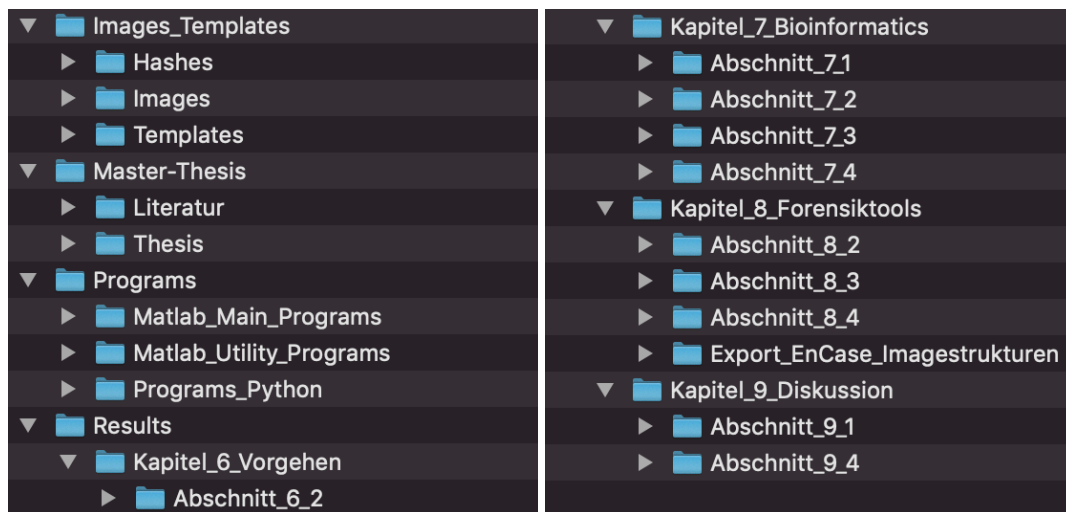 Images_Templates
Hashes
Images
Templates
Master-Thesis
Literatur
Thesis
Programs
Matlab_Main_Programs
Matlab_Utility_Programs
Programs_Python
Results
Kapitel_6_Vorgehen
Abschnitt_6_2
Kapitel_7_Bioinformatics
Abschnitt_7_1
Abschnitt_7_2
Abschnitt_7_3
Abschnitt_7_4
Kapitel_8_Forensiktools
Abschnitt_8_2
Abschnitt_8_3
Abschnitt_8_4
Export_EnCase_Imagestrukturen
Kapitel_9_Diskussion
Abschnitt_9_1
Abschnitt_9_4